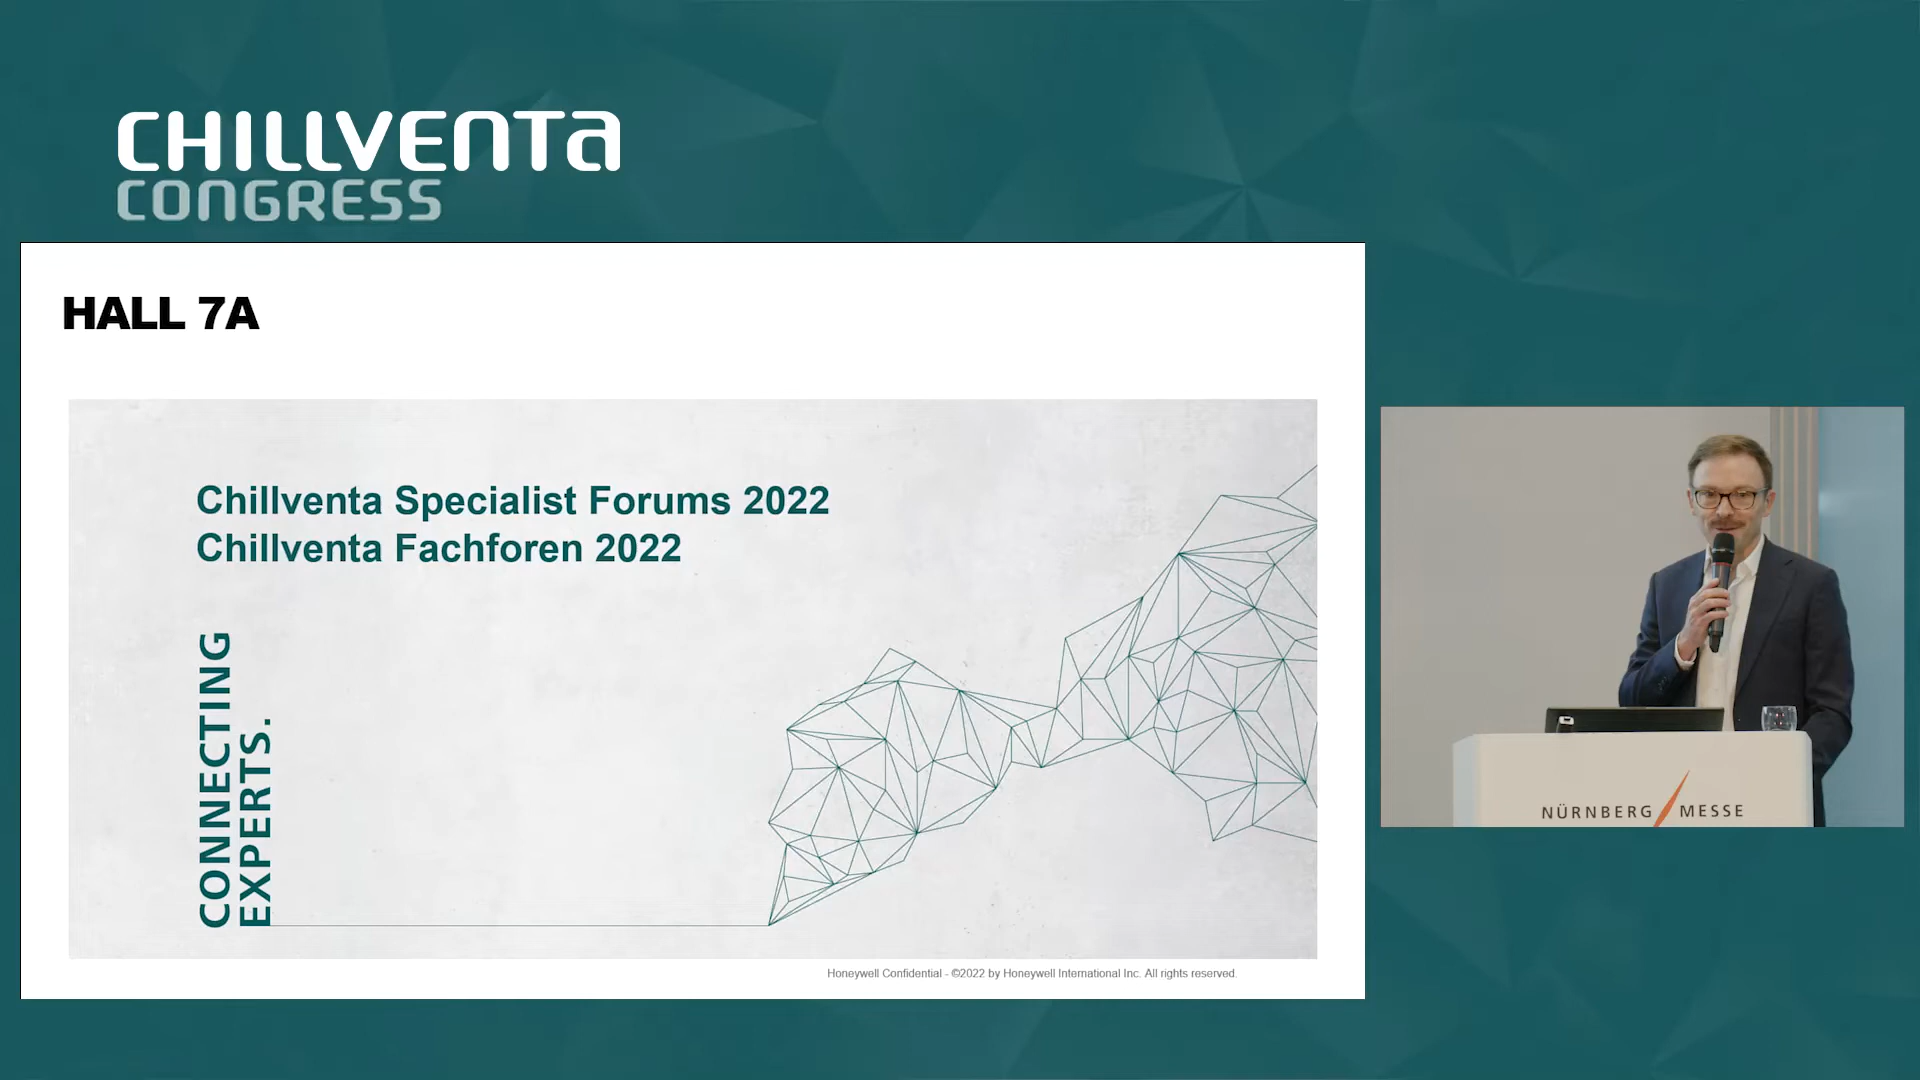 CHILLVENTA
CONGRESS
HALL 7A
Chillventa Specialist Forums 2022
Chillventa Fachforen 2022
CONNECTING
EXPERTS.
Honeywell Confidential - ©2022 by Honeywell International Inc. All rights reserved.
NÜRNBERG MESSE